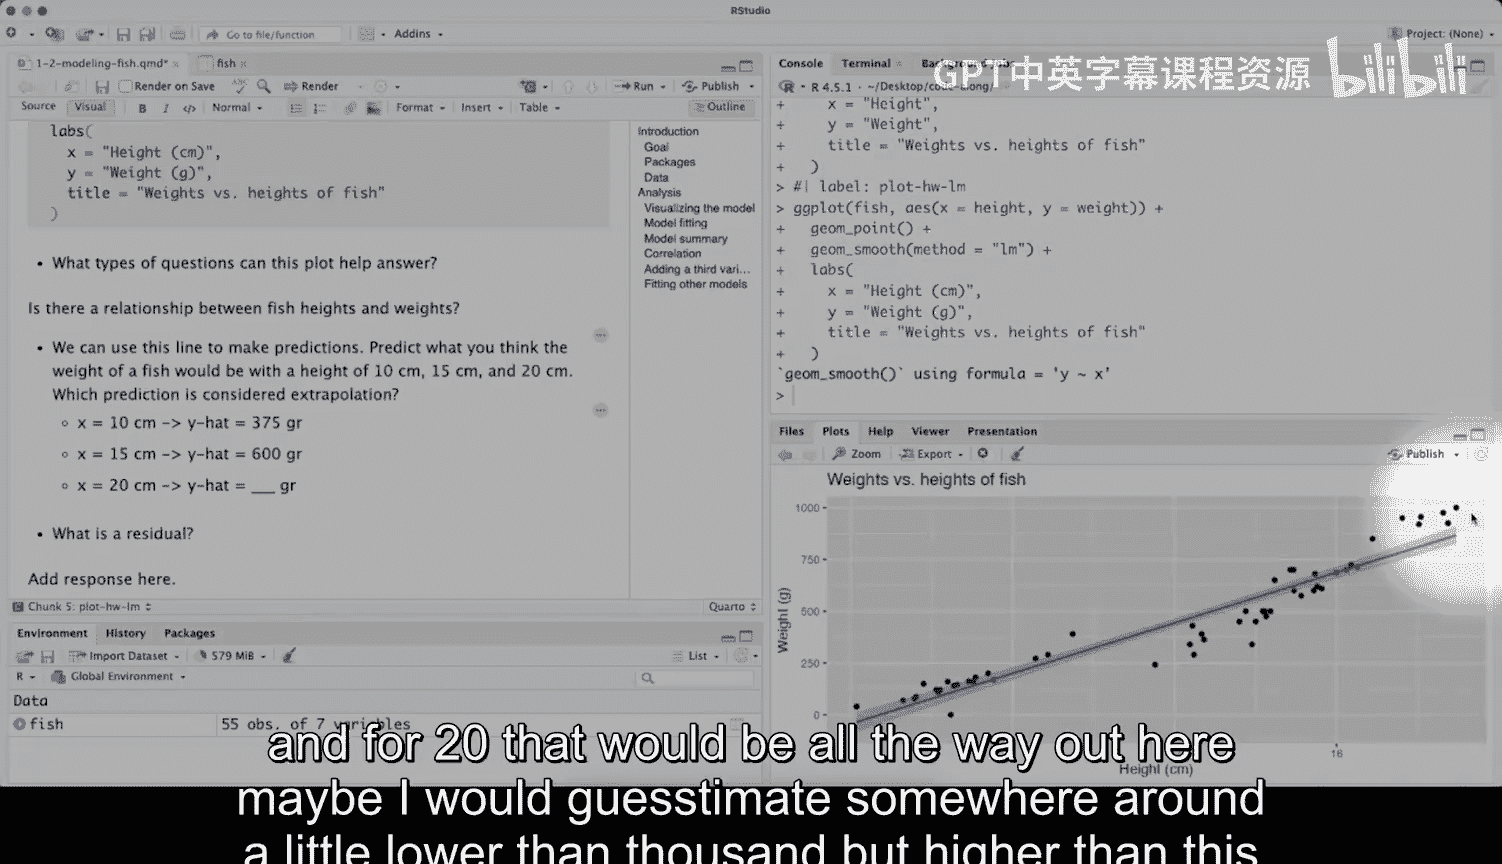 RStudio
Go to file/function
Addins
Project: (None)
1-2-modeling-fish.qmd*
fish
Render on Save
Render
Run
Publish
Source
Visual
B
I
Normal
Format
Insert
Table
Outline
labs(
x = "Height (cm)",
y = "Weight (g)",
title = "Weights vs. heights of fish"
)
• What types of questions can this plot help answer?
Is there a relationship between fish heights and weights?
• We can use this line to make predictions. Predict what you think the
weight of a fish would be with a height of 10 cm, 15 cm, and 20 cm.
Which prediction is considered extrapolation?
◦ x = 10 cm -> y-hat = 375 gr
◦ x = 15 cm -> y-hat = 600 gr
◦ x = 20 cm -> y-hat = ___ gr
• What is a residual?
Add response here.
Chunk 5: plot-hw-lm
Quarto
Introduction
Goal
Packages
Data
Analysis
Visualizing the model
Model fitting
Model summary
Correlation
Adding a third vari...
Fitting other models
Environment
History
Packages
Import Dataset
579 MiB
List
R
Global Environment
Data
fish
55 obs. of 7 variables
Console
Terminal
GPT中英字幕课程资源
bilibili
R 4.5.1 · ~/Desktop/code-along/
+ x = "Height",
+ y = "Weight",
+ title = "Weights vs. heights of fish"
+ )
> #| label: plot-hw-lm
> ggplot(fish, aes(x = height, y = weight)) +
+ geom_point() +
+ geom_smooth(method = "lm") +
+ labs(
+ x = "Height (cm)",
+ y = "Weight (g)",
+ title = "Weights vs. heights of fish"
+ )
`geom_smooth()` using formula = 'y ~ x'
>
Files
Plots
Help
Viewer
Presentation
Zoom
Export
Publish
Weights vs. heights of fish
1000
750
500
250
0
Weight (g)
16
Height (cm)
and for 20 that would be all the way out here
maybe I would guesstimate somewhere around
a little lower than thousand but higher than this